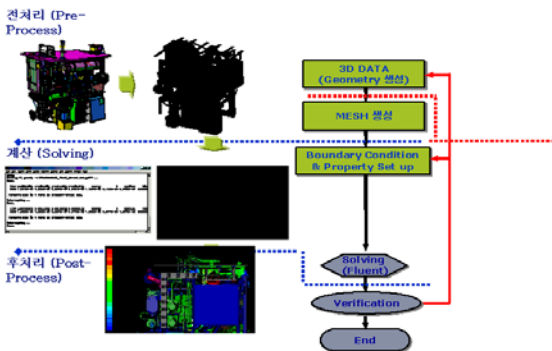 전처리 (Pre-
Process)
3D DATA
(Geometry 생성)
MESH 생성
계산 (Solving)
Boundary Condition
& Property Set up
후처리 (Post-
Process)
Solving
(Fluent)
Verification
End